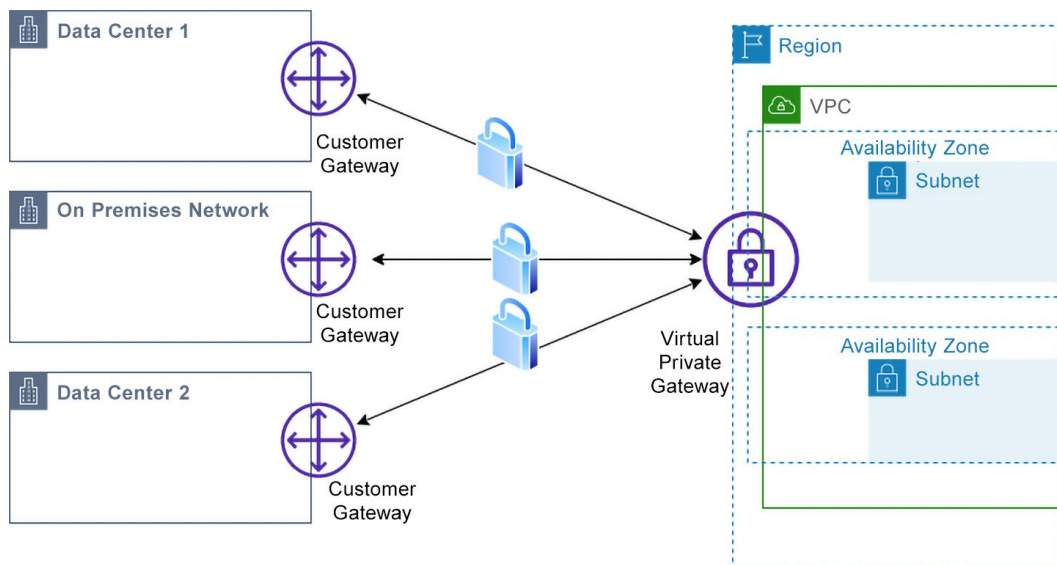 Data Center 1
Customer
Gateway
On Premises Network
Customer
Gateway
Data Center 2
Customer
Gateway
Virtual
Private
Gateway
Region
VPC
Availability Zone
Subnet
Availability Zone
Subnet